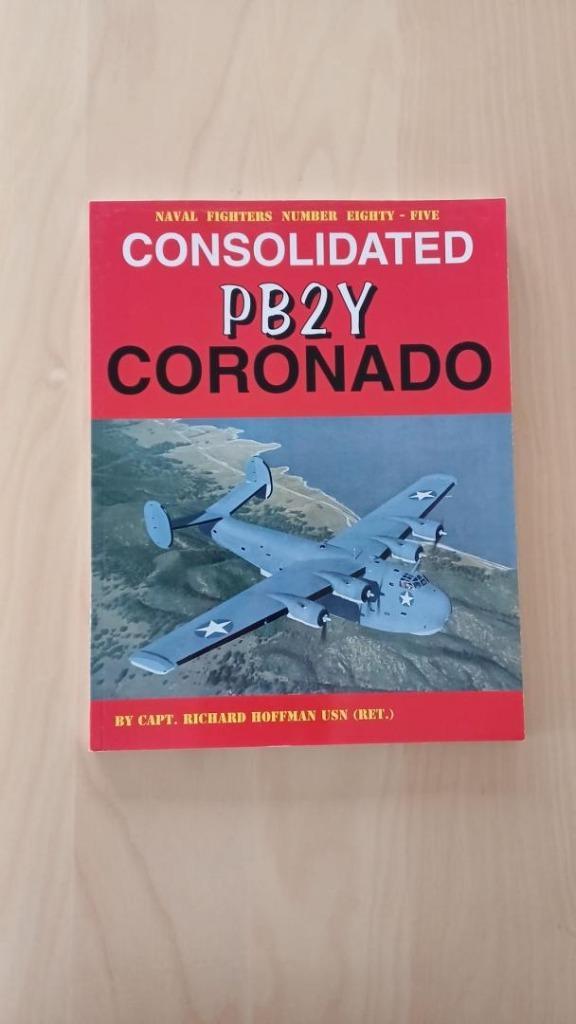 NAVAL FIGHTERS NUMBER EIGHTY - FIVE
CONSOLIDATED
PB2Y
CORONADO
BY CAPT. RICHARD HOFFMAN USN (RET.)